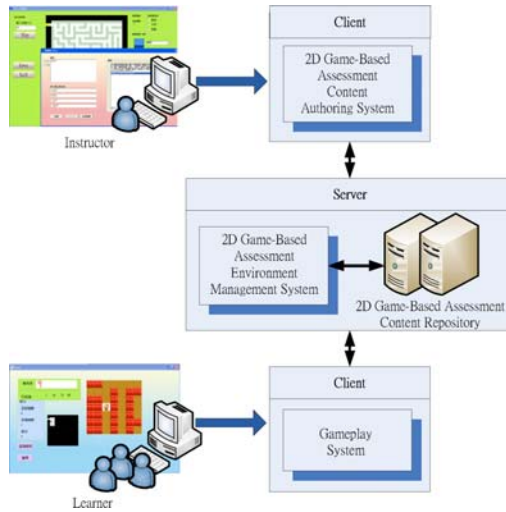 Client
2D Game-Based
Assessment
Content
Authoring System
Instructor
Server
2D Game-Based
Assessment
Environment
Management System
2D Game-Based Assessment
Content Repository
Client
Gameplay
System
Learner